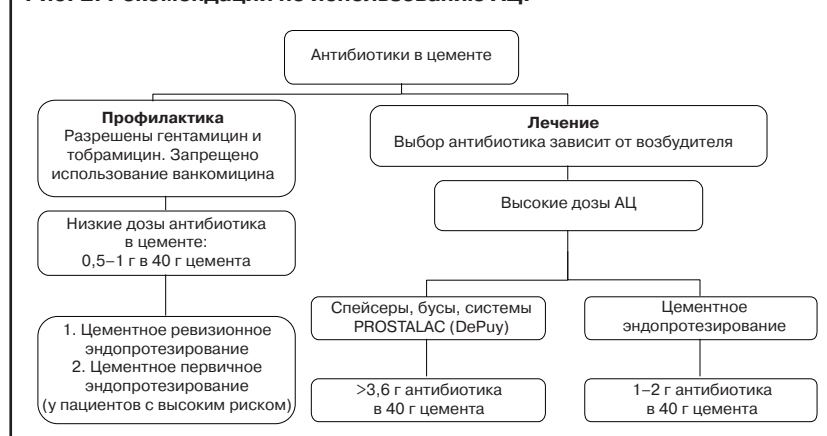 Антибиотики в цементе
Профилактика
Разрешены гентамицин и
тобрамицин. Запрещено
использование ванкомицина
Низкие дозы антибиотика
в цементе:
0,5–1 г в 40 г цемента
1. Цементное ревизионное
эндопротезирование
2. Цементное первичное
эндопротезирование
(у пациентов с высоким риском)
Лечение
Выбор антибиотика зависит от возбудителя
Высокие дозы АЦ
Спейсеры, бусы, системы
PROSTALAC (DePuy)
>3,6 г антибиотика
в 40 г цемента
Цементное
эндопротезирование
1–2 г антибиотика
в 40 г цемента